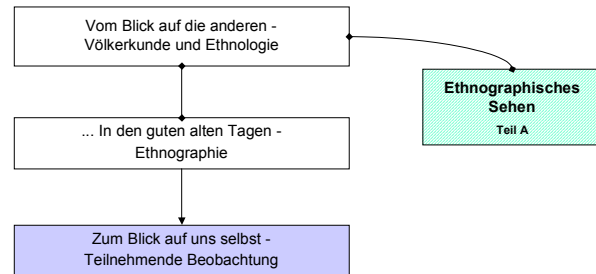 Vom Blick auf die anderen -
Völkerkunde und Ethnologie
Ethnographisches
Sehen
Teil A
... In den guten alten Tagen -
Ethnographie
Zum Blick auf uns selbst -
Teilnehmende Beobachtung